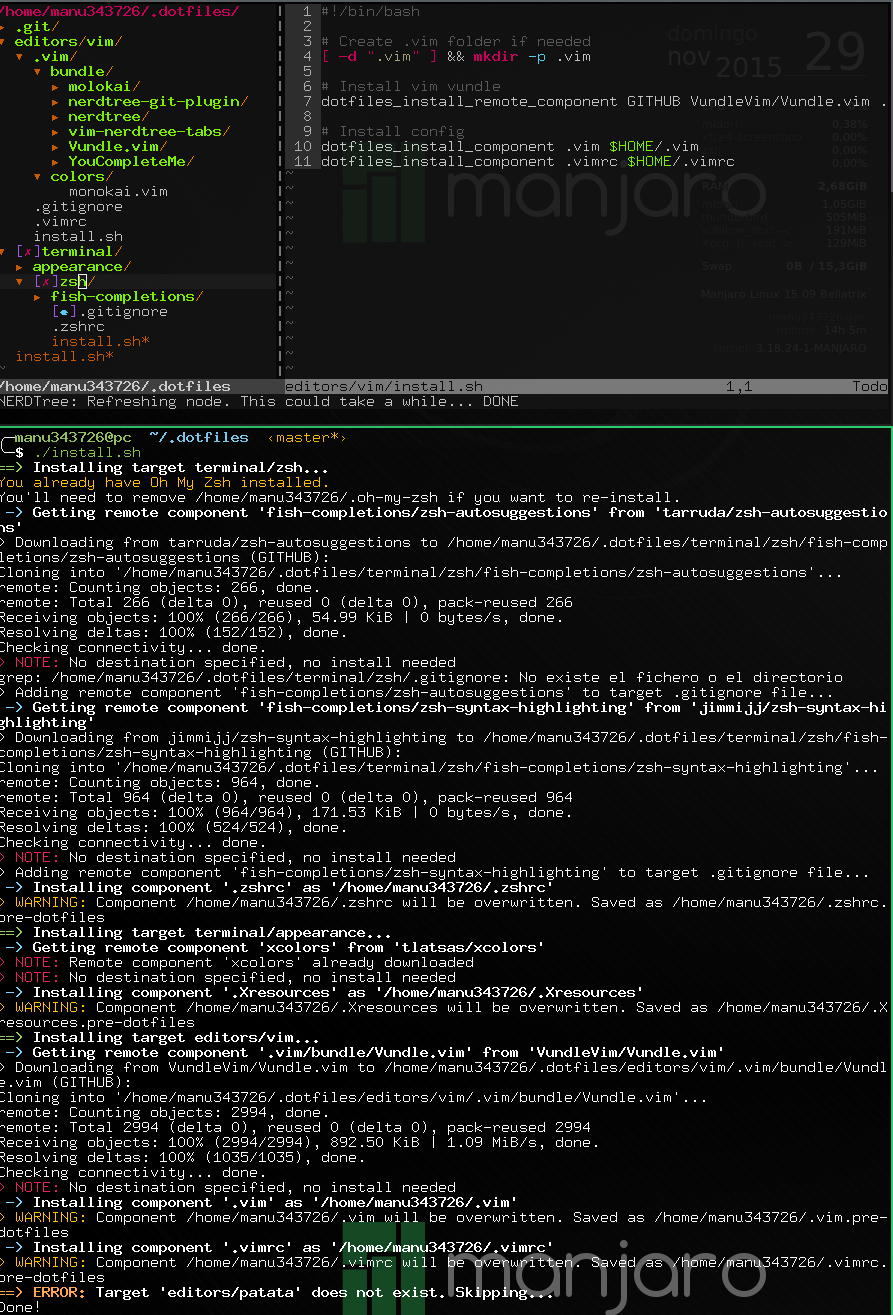 /home/manu343726/.dotfiles/
▸ .git/
▾ editors/vim/
▾ .vim/
▾ bundle/
▸ molokai/
▸ nerdtree-git-plugin/
▸ nerdtree/
▸ vim-nerdtree-tabs/
▸ Vundle.vim/
▸ YouCompleteMe/
▾ colors/
monokai.vim
.gitignore
.vimrc
install.sh
▾ [✗]terminal/
▸ appearance/
▾ [✗]zsh/
▸ fish-completions/
[✭].gitignore
.zshrc
install.sh*
install.sh*
~
/home/manu343726/.dotfiles
1 #!/bin/bash
2
3 # Create .vim folder if needed
4 [ -d ".vim" ] && mkdir -p .vim
5
6 # Install vim vundle
7 dotfiles_install_remote_component GITHUB VundleVim/Vundle.vim .
8
9 # Install config
10 dotfiles_install_component .vim $HOME/.vim
11 dotfiles_install_component .vimrc $HOME/.vimrc
~
~
~
~
~
~
~
~
~
~
~
~
~
~
editors/vim/install.sh 1,1 Todo
domingo
29
nov
2015
0,38%
0,00%
0,00%
0,00%
RAM 2,68GiB
1,05GiB
505MiB
191MiB
129MiB
Swap 0B / 15,3GiB
Manjaro Linux 15.09 Bellatrix
14h 5m
3.18.24-1-MANJARO
manjaro
NERDTree: Refreshing node. This could take a while... DONE
manu343726@pc ~/.dotfiles ‹master*›
$ ./install.sh
==> Installing target terminal/zsh...
You already have Oh My Zsh installed.
You'll need to remove /home/manu343726/.oh-my-zsh if you want to re-install.
-> Getting remote component 'fish-completions/zsh-autosuggestions' from 'tarruda/zsh-autosuggestio
ns'
> Downloading from tarruda/zsh-autosuggestions to /home/manu343726/.dotfiles/terminal/zsh/fish-comp
letions/zsh-autosuggestions (GITHUB):
Cloning into '/home/manu343726/.dotfiles/terminal/zsh/fish-completions/zsh-autosuggestions'...
remote: Counting objects: 266, done.
remote: Total 266 (delta 0), reused 0 (delta 0), pack-reused 266
Receiving objects: 100% (266/266), 54.99 KiB | 0 bytes/s, done.
Resolving deltas: 100% (152/152), done.
Checking connectivity... done.
> NOTE: No destination specified, no install needed
grep: /home/manu343726/.dotfiles/terminal/zsh/.gitignore: No existe el fichero o el directorio
> Adding remote component 'fish-completions/zsh-autosuggestions' to target .gitignore file...
-> Getting remote component 'fish-completions/zsh-syntax-highlighting' from 'jimmijj/zsh-syntax-hi
ghlighting'
> Downloading from jimmijj/zsh-syntax-highlighting to /home/manu343726/.dotfiles/terminal/zsh/fish-
completions/zsh-syntax-highlighting (GITHUB):
Cloning into '/home/manu343726/.dotfiles/terminal/zsh/fish-completions/zsh-syntax-highlighting'...
remote: Counting objects: 964, done.
remote: Total 964 (delta 0), reused 0 (delta 0), pack-reused 964
Receiving objects: 100% (964/964), 171.53 KiB | 0 bytes/s, done.
Resolving deltas: 100% (524/524), done.
Checking connectivity... done.
> NOTE: No destination specified, no install needed
> Adding remote component 'fish-completions/zsh-syntax-highlighting' to target .gitignore file...
-> Installing component '.zshrc' as '/home/manu343726/.zshrc'
> WARNING: Component /home/manu343726/.zshrc will be overwritten. Saved as /home/manu343726/.zshrc.
pre-dotfiles
==> Installing target terminal/appearance...
-> Getting remote component 'xcolors' from 'tlatsas/xcolors'
> NOTE: Remote component 'xcolors' already downloaded
> NOTE: No destination specified, no install needed
-> Installing component '.Xresources' as '/home/manu343726/.Xresources'
> WARNING: Component /home/manu343726/.Xresources will be overwritten. Saved as /home/manu343726/.X
resources.pre-dotfiles
==> Installing target editors/vim...
-> Getting remote component '.vim/bundle/Vundle.vim' from 'VundleVim/Vundle.vim'
> Downloading from VundleVim/Vundle.vim to /home/manu343726/.dotfiles/editors/vim/.vim/bundle/Vundl
e.vim (GITHUB):
Cloning into '/home/manu343726/.dotfiles/editors/vim/.vim/bundle/Vundle.vim'...
remote: Counting objects: 2994, done.
remote: Total 2994 (delta 0), reused 0 (delta 0), pack-reused 2994
Receiving objects: 100% (2994/2994), 892.50 KiB | 1.09 MiB/s, done.
Resolving deltas: 100% (1035/1035), done.
Checking connectivity... done.
> NOTE: No destination specified, no install needed
-> Installing component '.vim' as '/home/manu343726/.vim'
> WARNING: Component /home/manu343726/.vim will be overwritten. Saved as /home/manu343726/.vim.pre-
dotfiles
-> Installing component '.vimrc' as '/home/manu343726/.vimrc'
> WARNING: Component /home/manu343726/.vimrc will be overwritten. Saved as /home/manu343726/.vimrc.
pre-dotfiles
==> ERROR: Target 'editors/patata' does not exist. Skipping...
Done!
manjaro